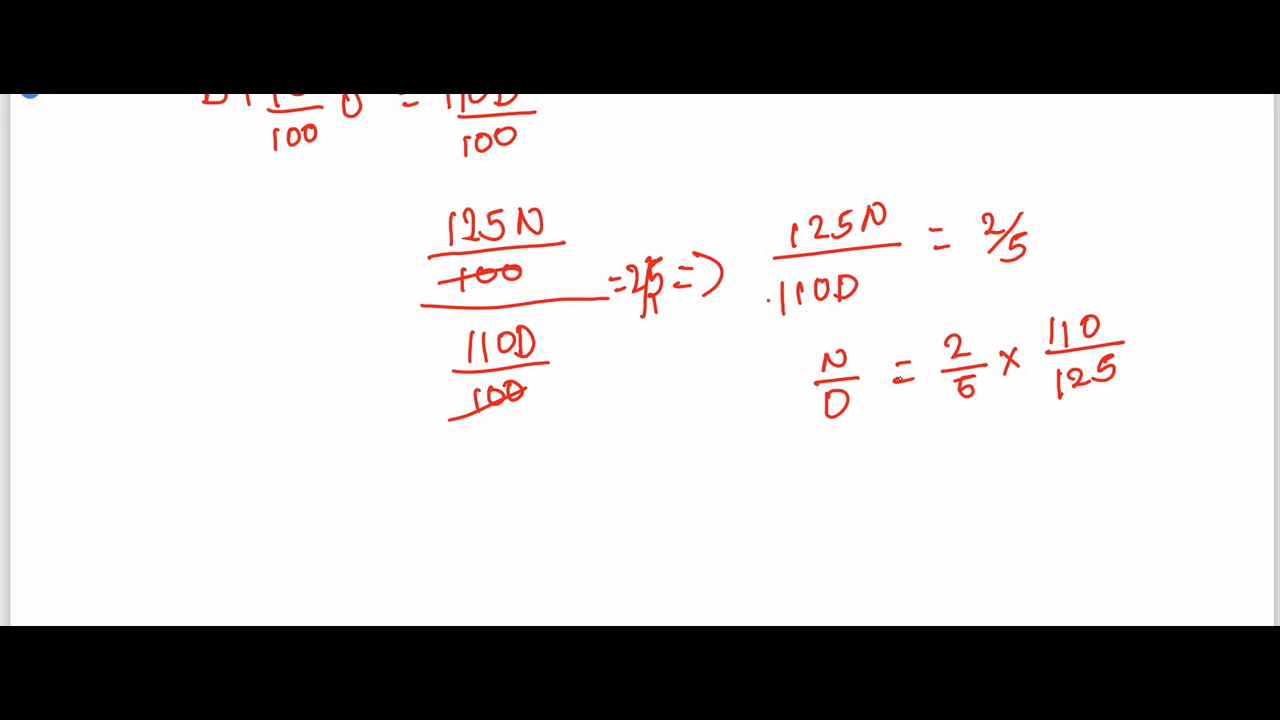 100 100
125N / 100 / 110D / 100 = 2/5 => 125N / 110D = 2/5
N/D = 2/5 × 110/125